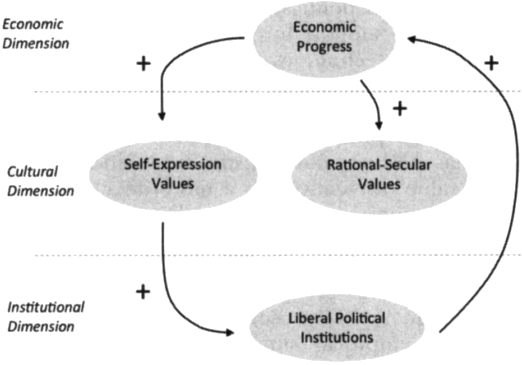 Economic
Dimension
Economic
Progress
+
+
+
Cultural
Dimension
Self-Expression
Values
Rational-Secular
Values
+
Institutional
Dimension
Liberal Political
Institutions